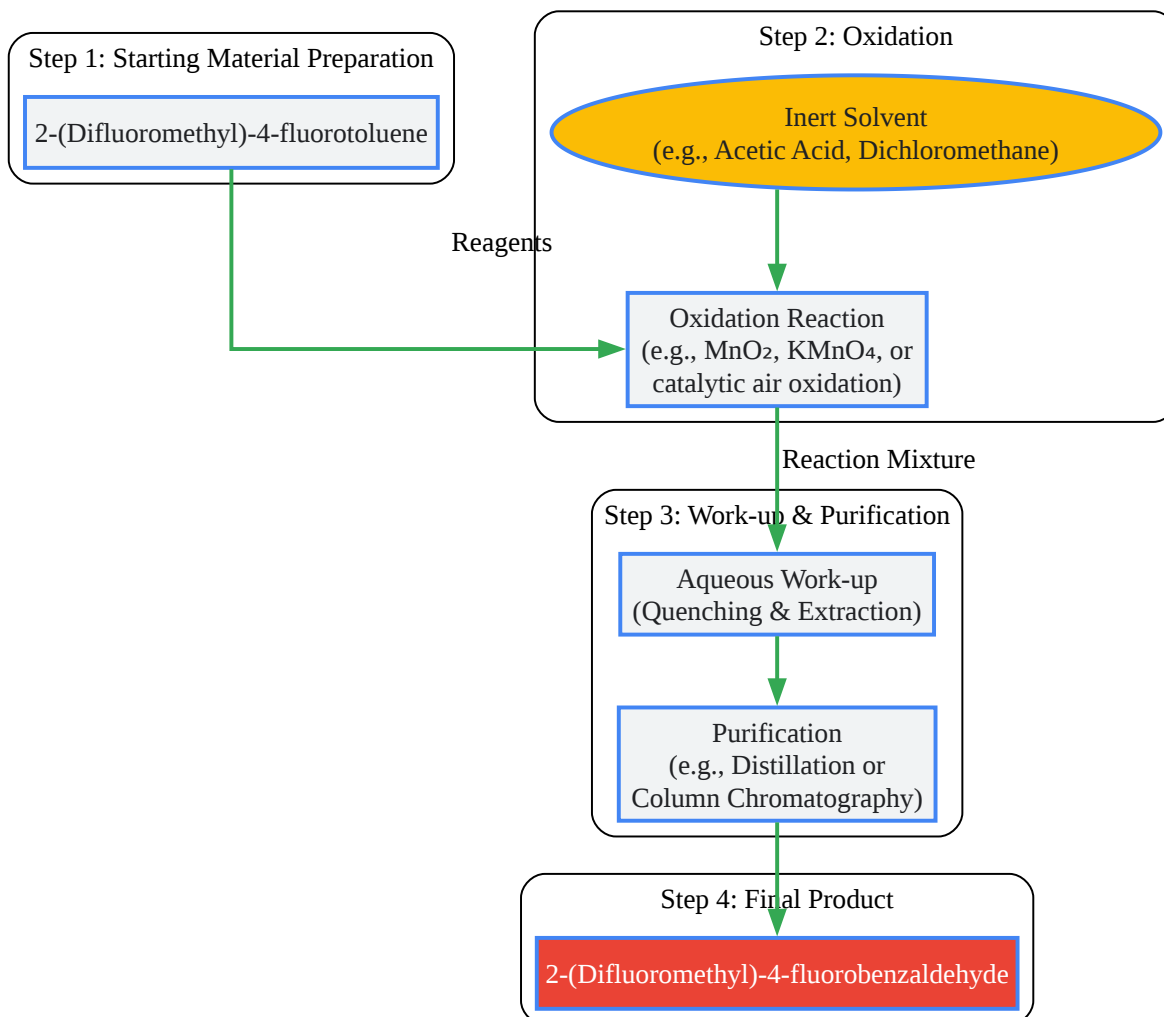 Step 1: Starting Material Preparation
2-(Difluoromethyl)-4-fluorotoluene
Step 2: Oxidation
Inert Solvent
(e.g., Acetic Acid, Dichloromethane)
Reagents
Oxidation Reaction
(e.g., MnO₂, KMnO₄, or
catalytic air oxidation)
Reaction Mixture
Step 3: Work-up & Purification
Aqueous Work-up
(Quenching & Extraction)
Purification
(e.g., Distillation or
Column Chromatography)
Step 4: Final Product
2-(Difluoromethyl)-4-fluorobenzaldehyde